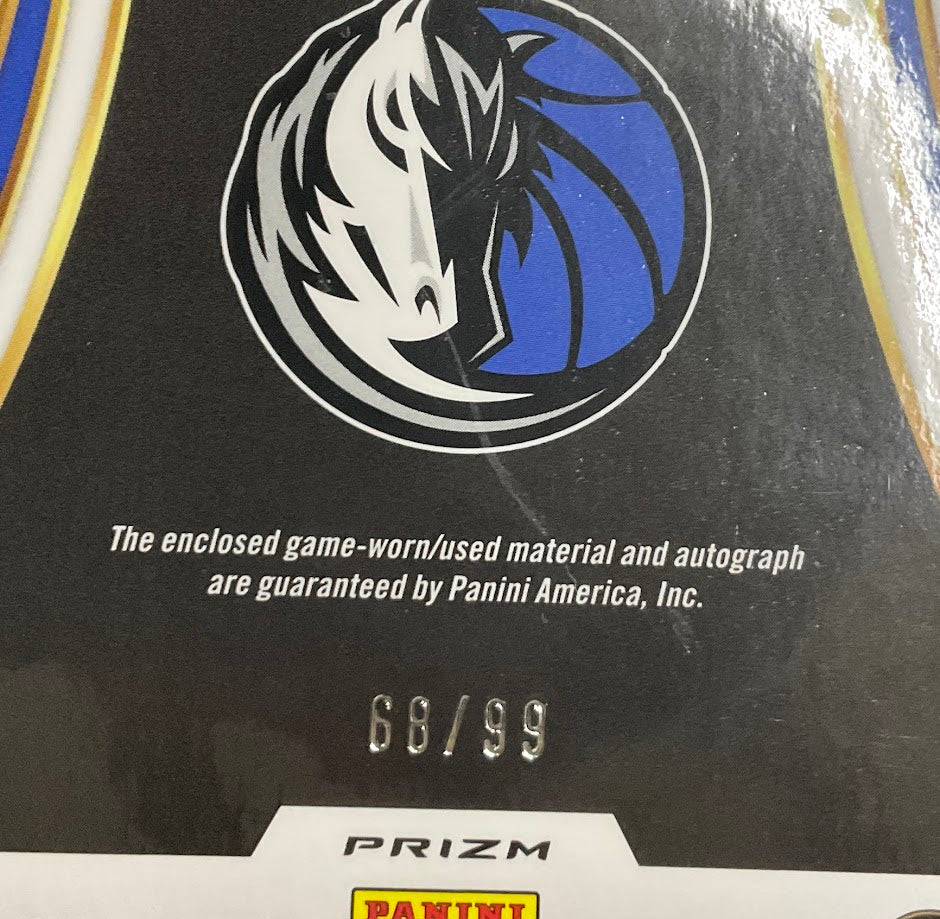 The enclosed game-worn/used material and autograph
are guaranteed by Panini America, Inc.
68/99
PRIZM
PANINI